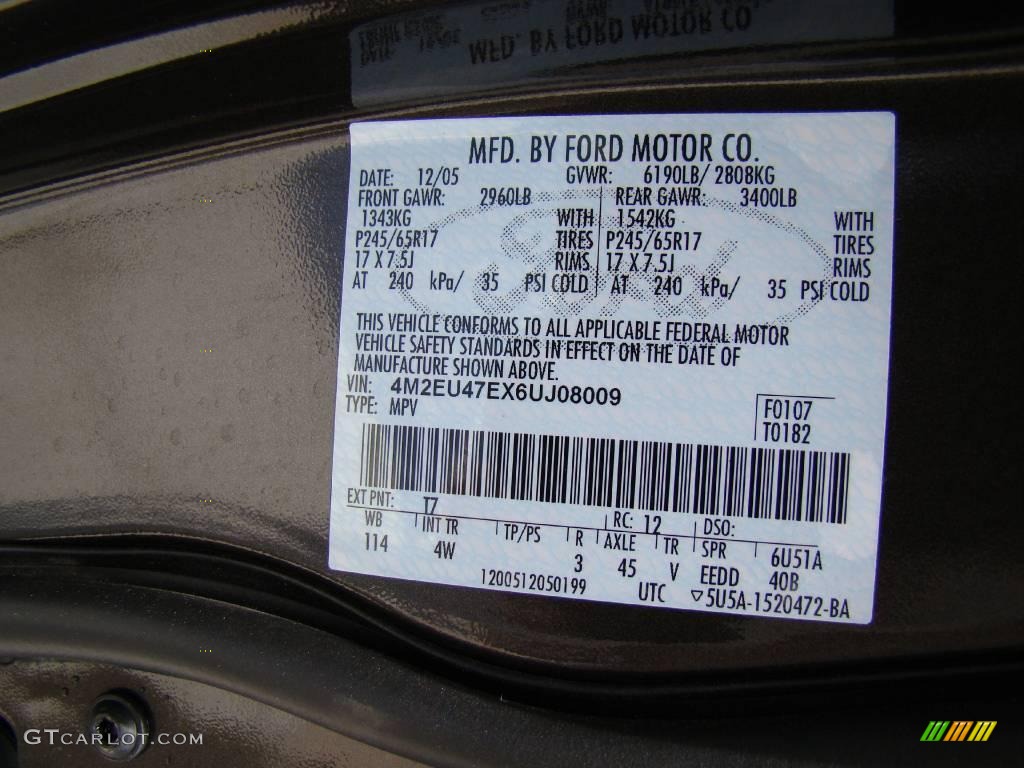 MFD. BY FORD MOTOR CO
MFD. BY FORD MOTOR CO.
DATE: 12/05 GVWR: 6190LB/ 2808KG
FRONT GAWR: 2960LB REAR GAWR: 3400LB
1343KG WITH 1542KG WITH
P245/65R17 TIRES P245/65R17 TIRES
17 X 7.5J RIMS 17 X 7.5J RIMS
AT 240 kPa/ 35 PSI COLD AT 240 kPa/ 35 PSI COLD
THIS VEHICLE CONFORMS TO ALL APPLICABLE FEDERAL MOTOR
VEHICLE SAFETY STANDARDS IN EFFECT ON THE DATE OF
MANUFACTURE SHOWN ABOVE.
VIN: 4M2EU47EX6UJ08009
TYPE: MPV
F0107
T0182
EXT PNT: T7 RC: 12 DSO:
WB INT TR TP/PS R AXLE TR SPR 6U51A
114 4W 3 45 V EEDD 40B
1200512050199 UTC ▽5U5A-1520472-BA
GTCARLOT.COM